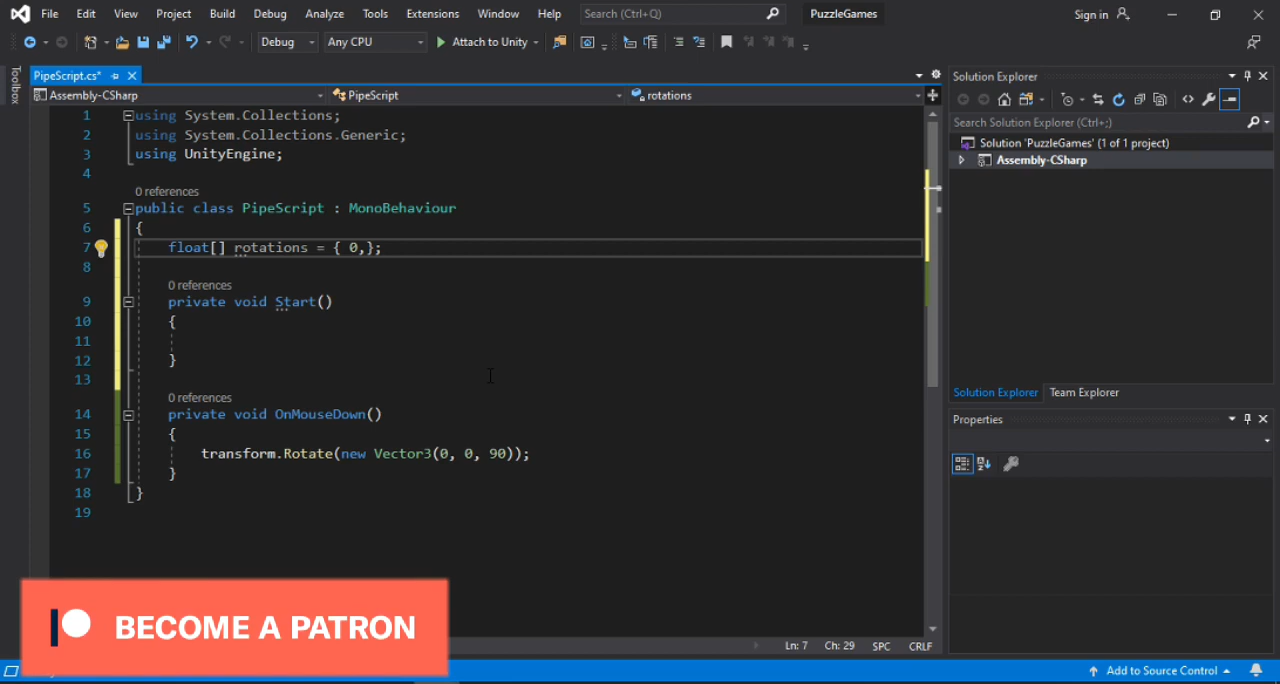 File Edit View Project Build Debug Analyze Tools Extensions Window Help Search (Ctrl+Q) PuzzleGames Sign in
Debug Any CPU Attach to Unity
Toolbox
PipeScript.cs*
Assembly-CSharp PipeScript rotations
1 using System.Collections;
2 using System.Collections.Generic;
3 using UnityEngine;
4
0 references
5 public class PipeScript : MonoBehaviour
6 {
7 float[] rotations = { 0,};
8
0 references
9 private void Start()
10 {
11
12 }
13
0 references
14 private void OnMouseDown()
15 {
16 transform.Rotate(new Vector3(0, 0, 90));
17 }
18 }
19
Solution Explorer
Search Solution Explorer (Ctrl+;)
Solution 'PuzzleGames' (1 of 1 project)
Assembly-CSharp
Solution Explorer Team Explorer
Properties
BECOME A PATRON
Ln: 7 Ch: 29 SPC CRLF
Add to Source Control